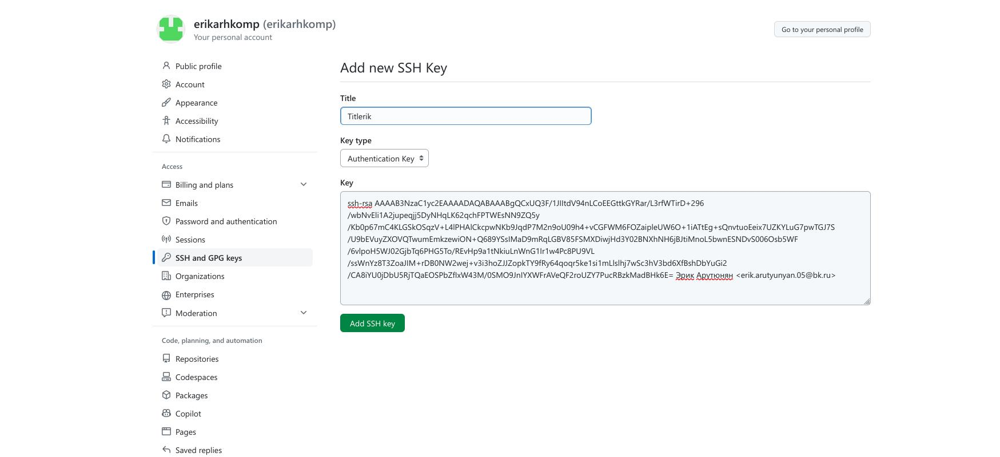 erikarhkomp (erikarhkomp)
Your personal account
Go to your personal profile
Public profile
Account
Appearance
Accessibility
Notifications
Access
Billing and plans
Emails
Password and authentication
Sessions
SSH and GPG keys
Organizations
Enterprises
Moderation
Code, planning, and automation
Repositories
Codespaces
Packages
Copilot
Pages
Saved replies
Add new SSH Key
Title
Titlerik
Key type
Authentication Key
Key
ssh-rsa AAAAB3NzaC1yc2EAAAADAQABAAABgQCxUQ3F/1JIItdV94nLCoEEGttkGYRar/L3rfWTirD+296
/wbNvEli1A2jupeqjj5DyNHqLK62qchFPTWEsNN9ZQ5y
/Kb0p67mC4KLGSkOSqzV+L4lPHAlCkcpwNKb9JqdP7M2n9oU09h4+vCGFWM6FOZaipleUW6O+1iATtEg+sQnvtuoEeix7UZKYLuG7pwTGJ7S
/U9bEVuyZXOVQTwumEmkzewiON+Q689YSsIMaD9mRqLGBV85FSMXDiwjHd3Y02BNXhNH6jBJtiMnoL5bwnESNDvS006Osb5WF
/6vlpoH5WJ02GjbTq6PHG5To/REvHp9a1tNkiuLnWnG1Ir1w4Pc8PU9VL
/ssWnYz8T3ZoaJIM+rDB0NW2wej+v3i3hoZJJZopkTY9fRy64qoqr5ke1si1mLlslhj7wSc3hV3bd6XfBshDbYuGi2
/CA8iYU0jDbU5RjTQaEOSPbZfIxW43M/0SMO9JnIYXWFrAVeQF2roUZY7PucRBzkMadBHk6E= Эрик Арутюнян <erik.arutyunyan.05@bk.ru>
Add SSH key